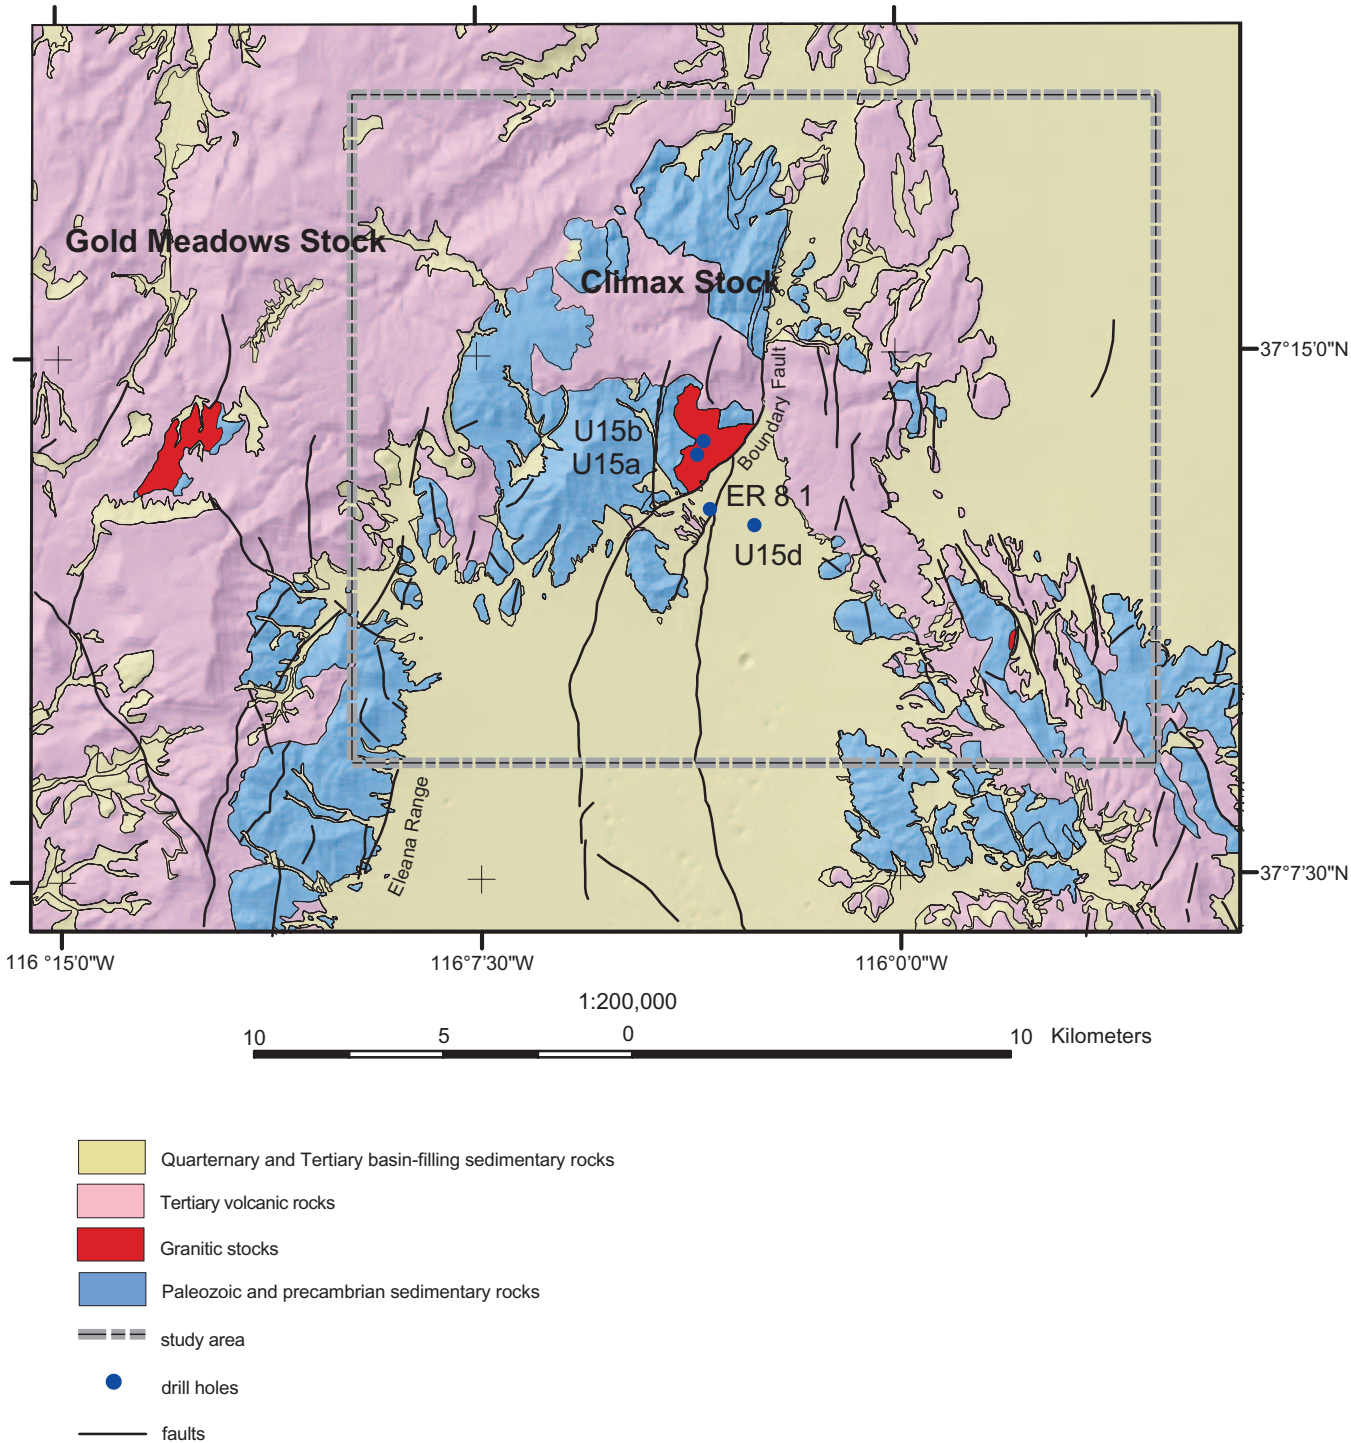 Gold Meadows Stock
Climax Stock
37°15'0"N
Boundary Fault
U15b
U15a
ER 8 1
U15d
Eleana Range
37°7'30"N
116 °15'0"W
116°7'30"W
116°0'0"W
1:200,000
10 5 0 10 Kilometers
Quarternary and Tertiary basin-filling sedimentary rocks
Tertiary volcanic rocks
Granitic stocks
Paleozoic and precambrian sedimentary rocks
study area
drill holes
faults